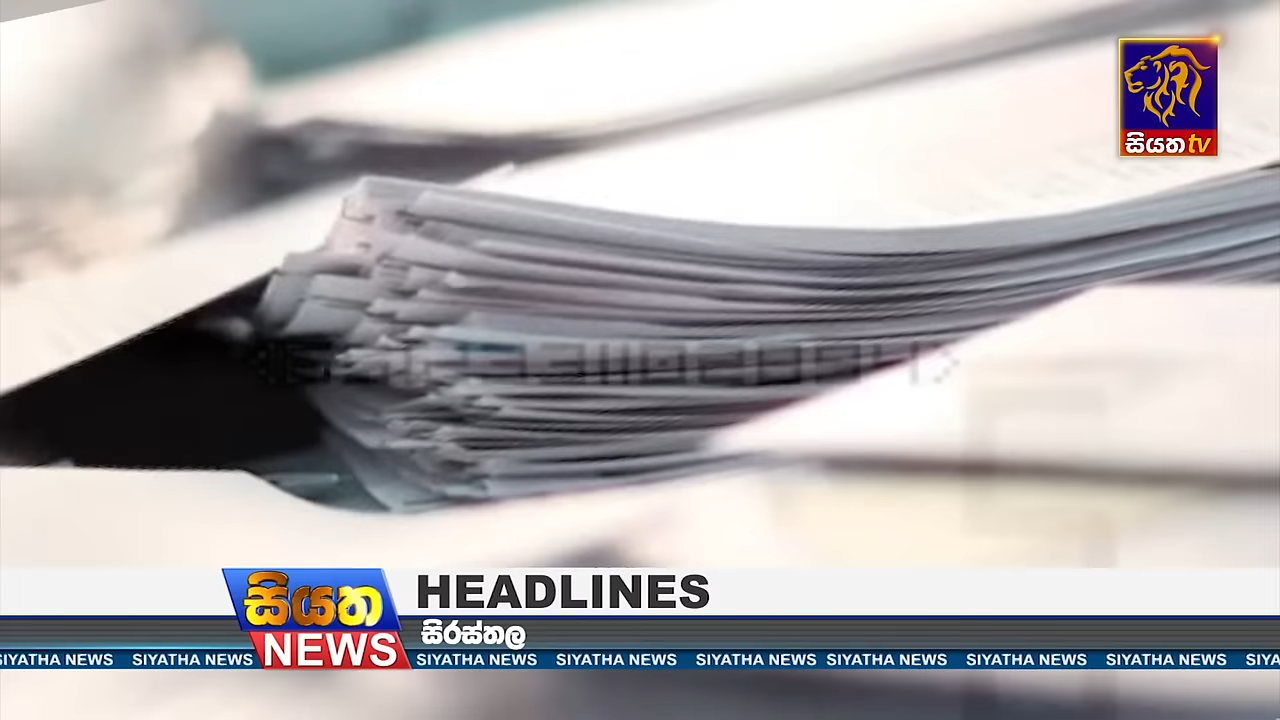 සියත tv
සියත
NEWS
HEADLINES
සිරස්තල
SIYATHA NEWS SIYATHA NEWS SIYATHA NEWS SIYATHA NEWS SIYATHA NEWS SIYATHA NEWS SIYATHA NEWS SIYATHA NEWS